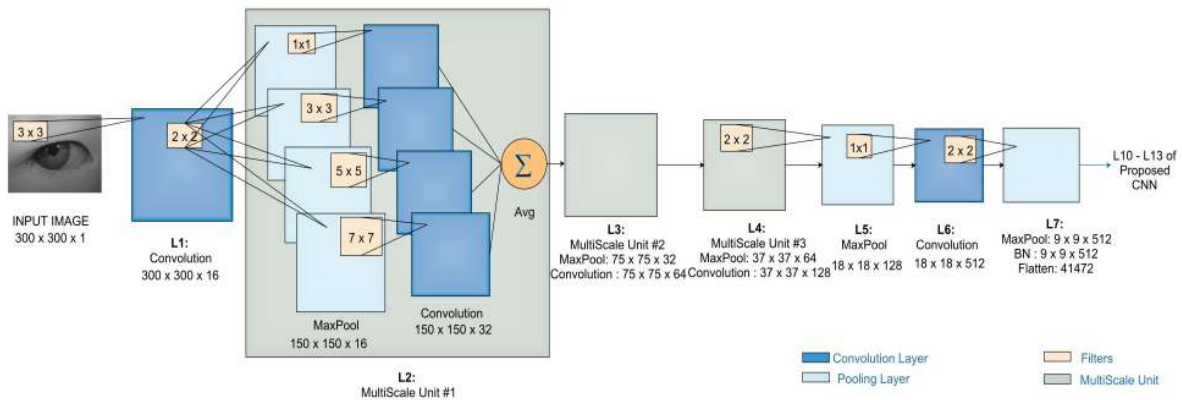 3 x 3
INPUT IMAGE
300 x 300 x 1
2 x 2
L1:
Convolution
300 x 300 x 16
1x1
3 x 3
5 x 5
7 x 7
MaxPool
150 x 150 x 16
Convolution
150 x 150 x 32
L2:
MultiScale Unit #1
Σ
Avg
L3:
MultiScale Unit #2
MaxPool: 75 x 75 x 32
Convolution : 75 x 75 x 64
2 x 2
L4:
MultiScale Unit #3
MaxPool: 37 x 37 x 64
Convolution : 37 x 37 x 128
1x1
L5:
MaxPool
18 x 18 x 128
2 x 2
L6:
Convolution
18 x 18 x 512
L7:
MaxPool: 9 x 9 x 512
BN : 9 x 9 x 512
Flatten: 41472
L10 - L13 of
Proposed
CNN
Convolution Layer
Pooling Layer
Filters
MultiScale Unit